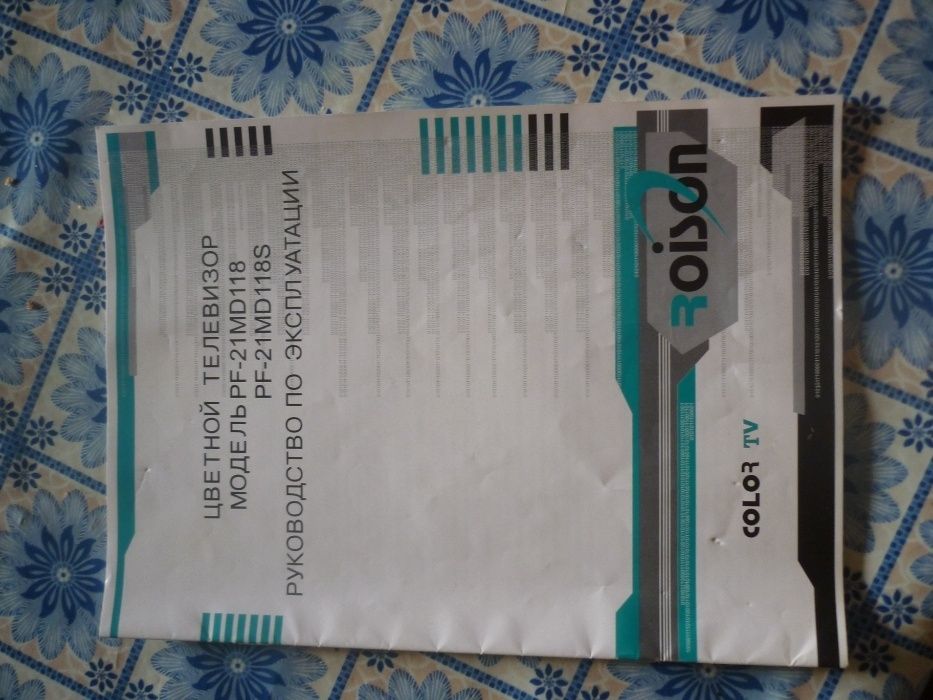 ЦВЕТНОЙ ТЕЛЕВИЗОР
МОДЕЛЬ PF-21MD118
PF-21MD118S
РУКОВОДСТВО ПО ЭКСПЛУАТАЦИИ
Roison
COLOR TV